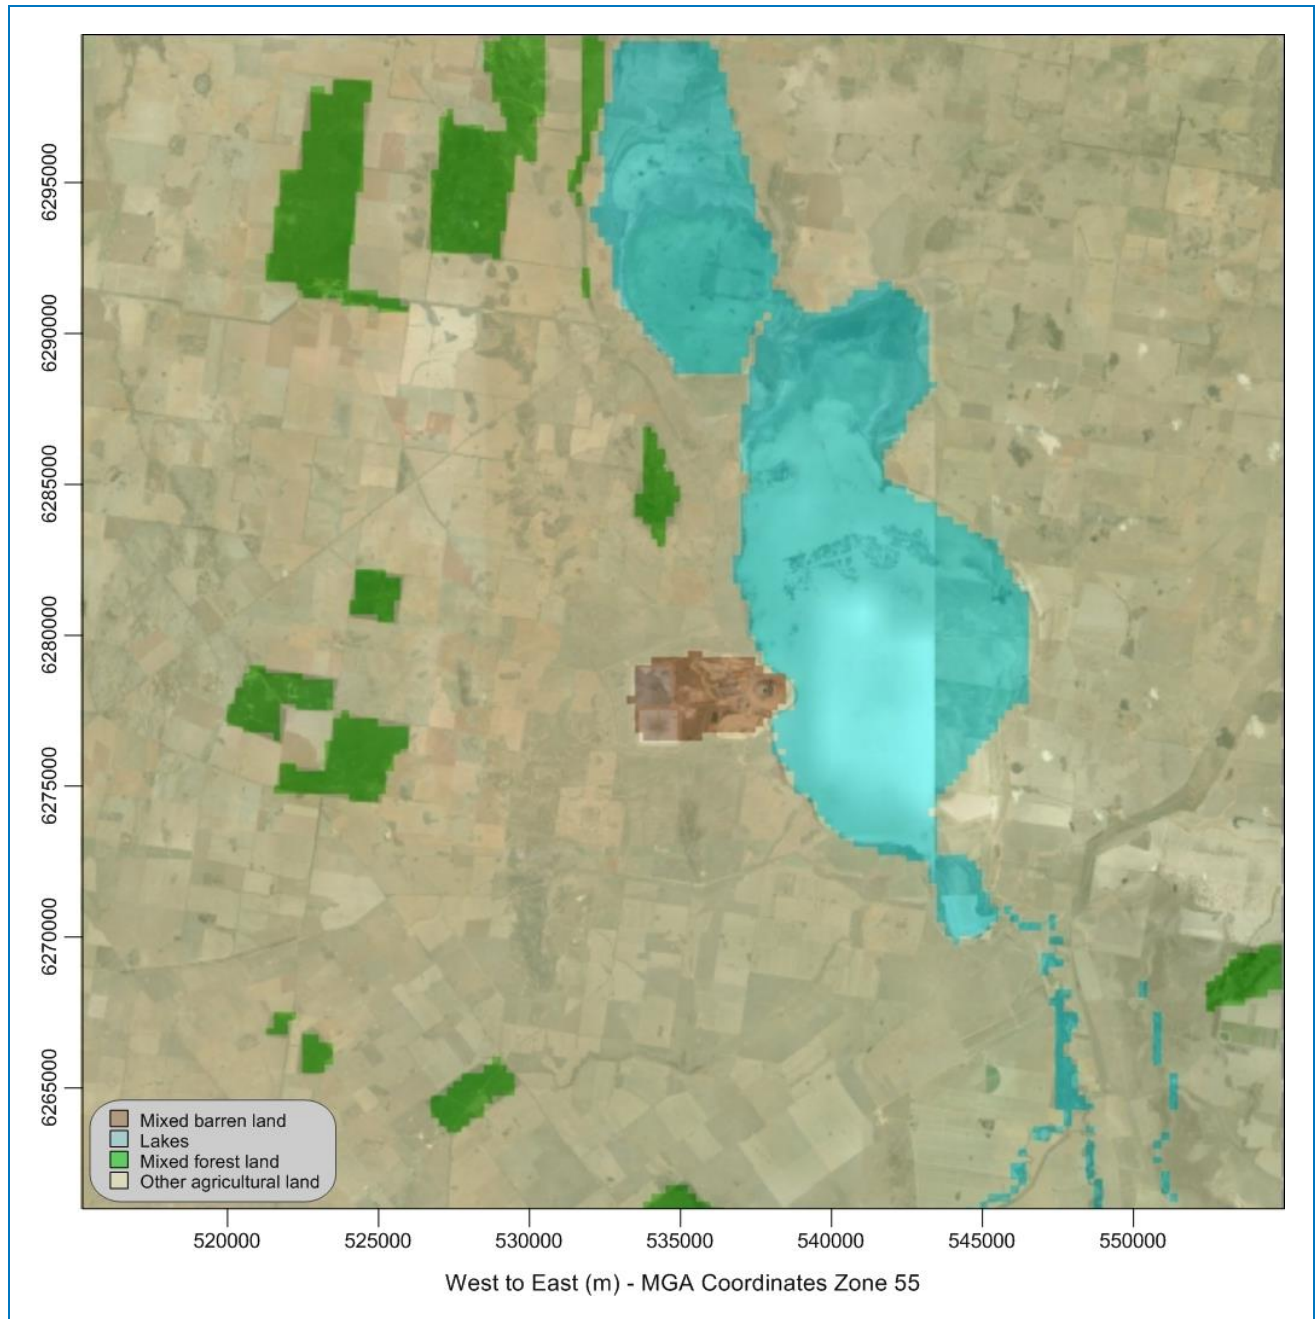 6295000
6290000
6285000
6280000
6275000
6270000
6265000
Mixed barren land
Lakes
Mixed forest land
Other agricultural land
520000 525000 530000 535000 540000 545000 550000
West to East (m) - MGA Coordinates Zone 55